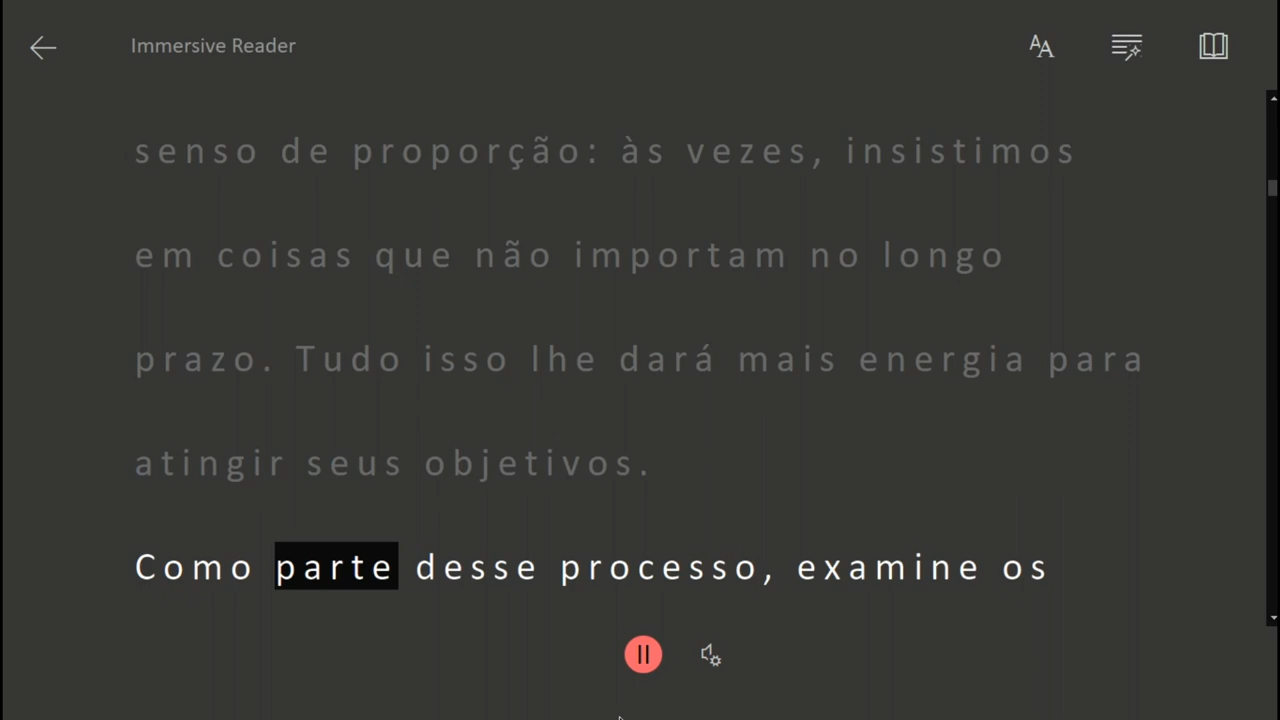 Immersive Reader
senso de proporção: às vezes, insistimos
em coisas que não importam no longo
prazo. Tudo isso lhe dará mais energia para
atingir seus objetivos.
Como parte desse processo, examine os